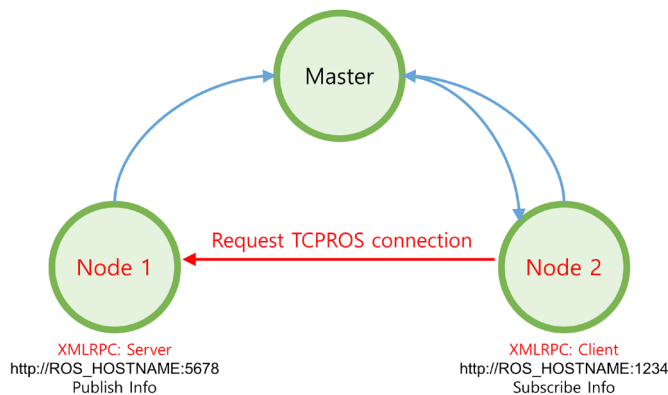 Master
Request TCPROS connection
Node 1
Node 2
XMLRPC: Server
http://ROS_HOSTNAME:5678
Publish Info
XMLRPC: Client
http://ROS_HOSTNAME:1234
Subscribe Info